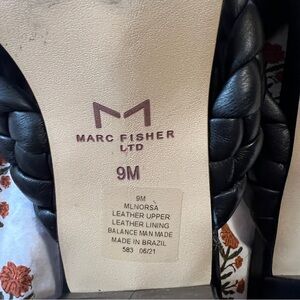 MARC FISHER
LTD
9M
9M
MLNORSA
LEATHER UPPER
LEATHER LINING
BALANCE MAN MADE
MADE IN BRAZIL
583 06/21